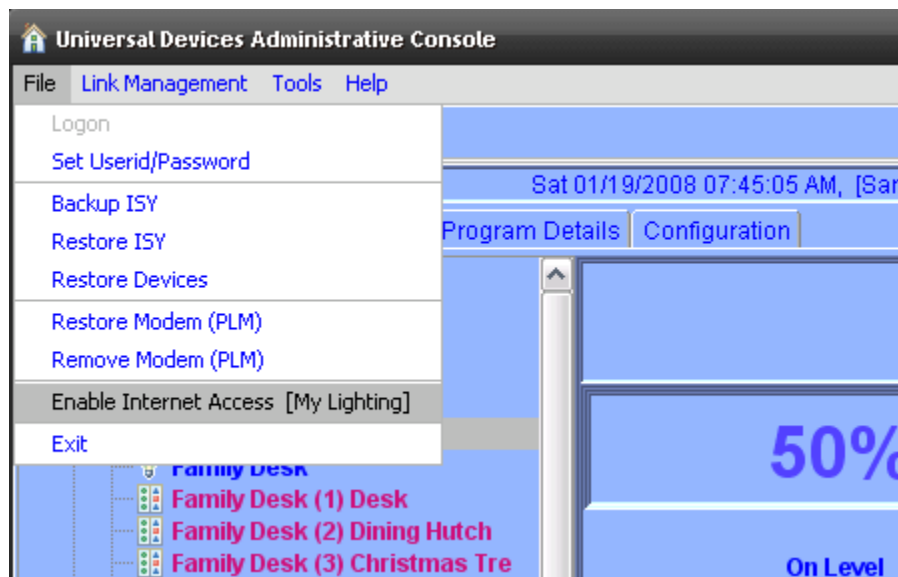 Universal Devices Administrative Console
File Link Management Tools Help
Logon
Set Userid/Password
Sat 01/19/2008 07:45:05 AM, [Sar
Backup ISY
Program Details Configuration
Restore ISY
Restore Devices
Restore Modem (PLM)
Remove Modem (PLM)
Enable Internet Access [My Lighting]
Exit
50%
Family Desk
Family Desk (1) Desk
Family Desk (2) Dining Hutch
Family Desk (3) Christmas Tre
On Level